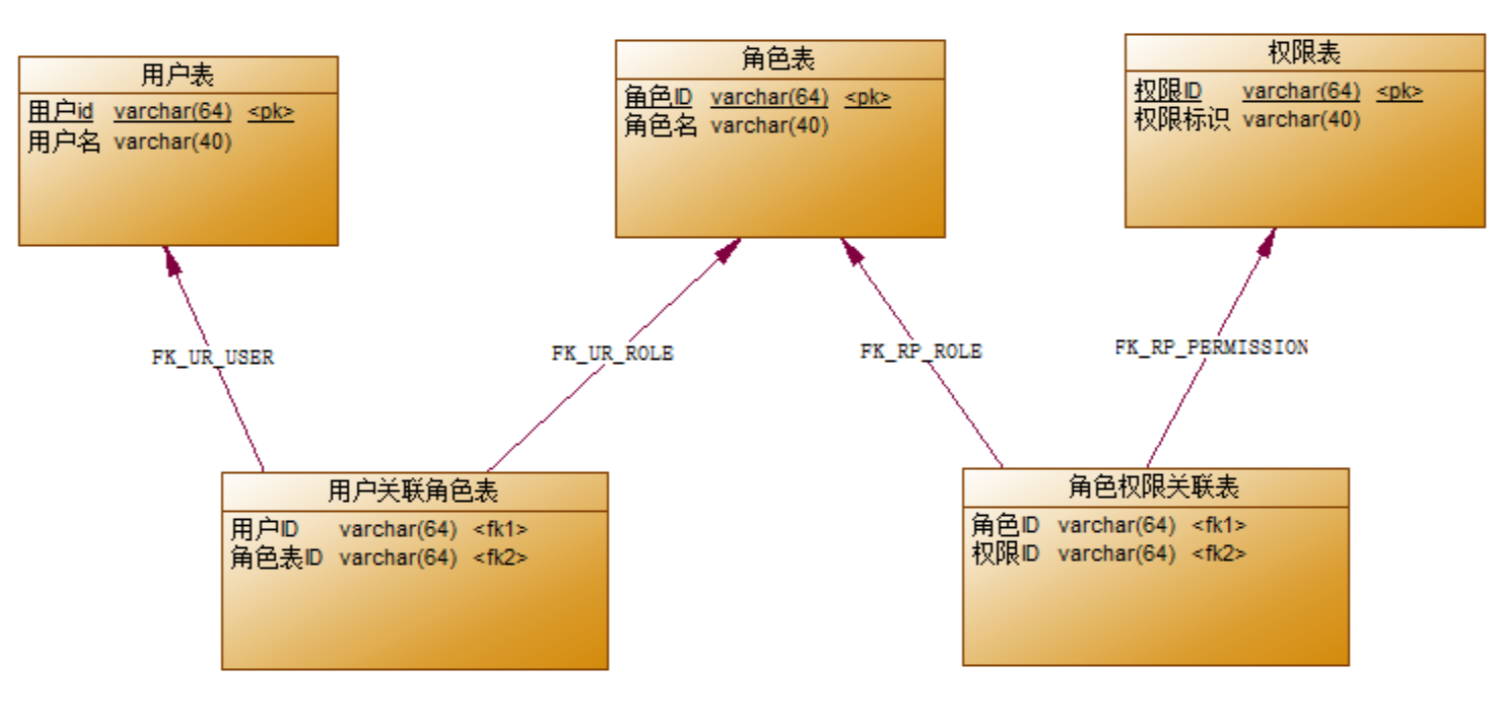 用户表
用户id varchar(64) <pk>
用户名 varchar(40)
角色表
角色ID varchar(64) <pk>
角色名 varchar(40)
权限表
权限ID varchar(64) <pk>
权限标识 varchar(40)
FK_UR_USER
FK_UR_ROLE
FK_RP_ROLE
FK_RP_PERMISSION
用户关联角色表
用户ID varchar(64) <fk1>
角色表ID varchar(64) <fk2>
角色权限关联表
角色ID varchar(64) <fk1>
权限ID varchar(64) <fk2>